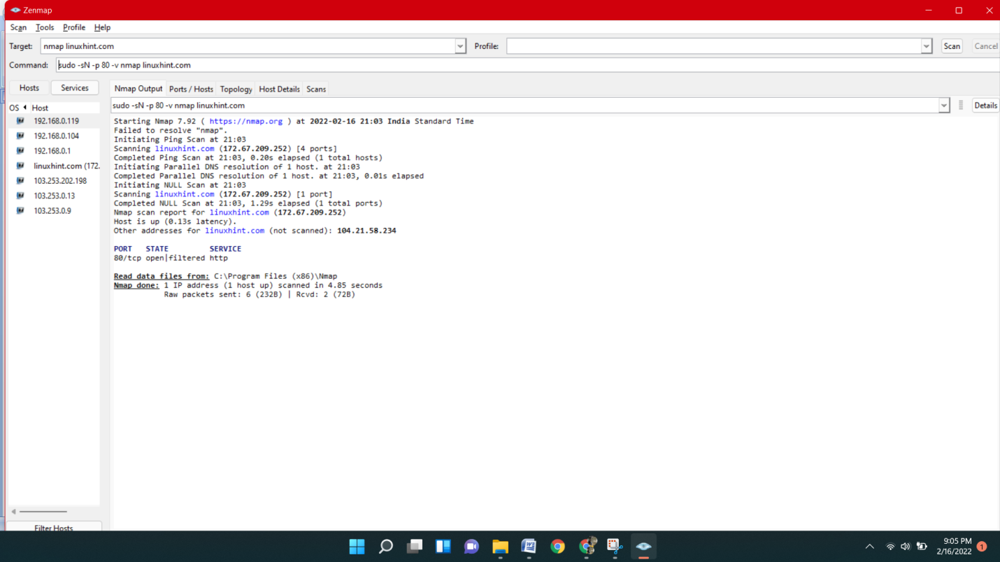 Zenmap
Scan Tools Profile Help
Target: nmap linuxhint.com Profile: Scan Cancel
Command: sudo -sN -p 80 -v nmap linuxhint.com
Hosts Services
Nmap Output Ports / Hosts Topology Host Details Scans
OS Host
192.168.0.119
192.168.0.104
192.168.0.1
linuxhint.com (172.
103.253.202.198
103.253.0.13
103.253.0.9
Filter Hosts
sudo -sN -p 80 -v nmap linuxhint.com Details
Starting Nmap 7.92 ( https://nmap.org ) at 2022-02-16 21:03 India Standard Time
Failed to resolve "nmap".
Initiating Ping Scan at 21:03
Scanning linuxhint.com (172.67.209.252) [4 ports]
Completed Ping Scan at 21:03, 0.20s elapsed (1 total hosts)
Initiating Parallel DNS resolution of 1 host. at 21:03
Completed Parallel DNS resolution of 1 host. at 21:03, 0.01s elapsed
Initiating NULL Scan at 21:03
Scanning linuxhint.com (172.67.209.252) [1 port]
Completed NULL Scan at 21:03, 1.29s elapsed (1 total ports)
Nmap scan report for linuxhint.com (172.67.209.252)
Host is up (0.13s latency).
Other addresses for linuxhint.com (not scanned): 104.21.58.234
PORT STATE SERVICE
80/tcp open|filtered http
Read data files from: C:\Program Files (x86)\Nmap
Nmap done: 1 IP address (1 host up) scanned in 4.85 seconds
Raw packets sent: 6 (232B) | Rcvd: 2 (72B)
9:05 PM
2/16/2022
1